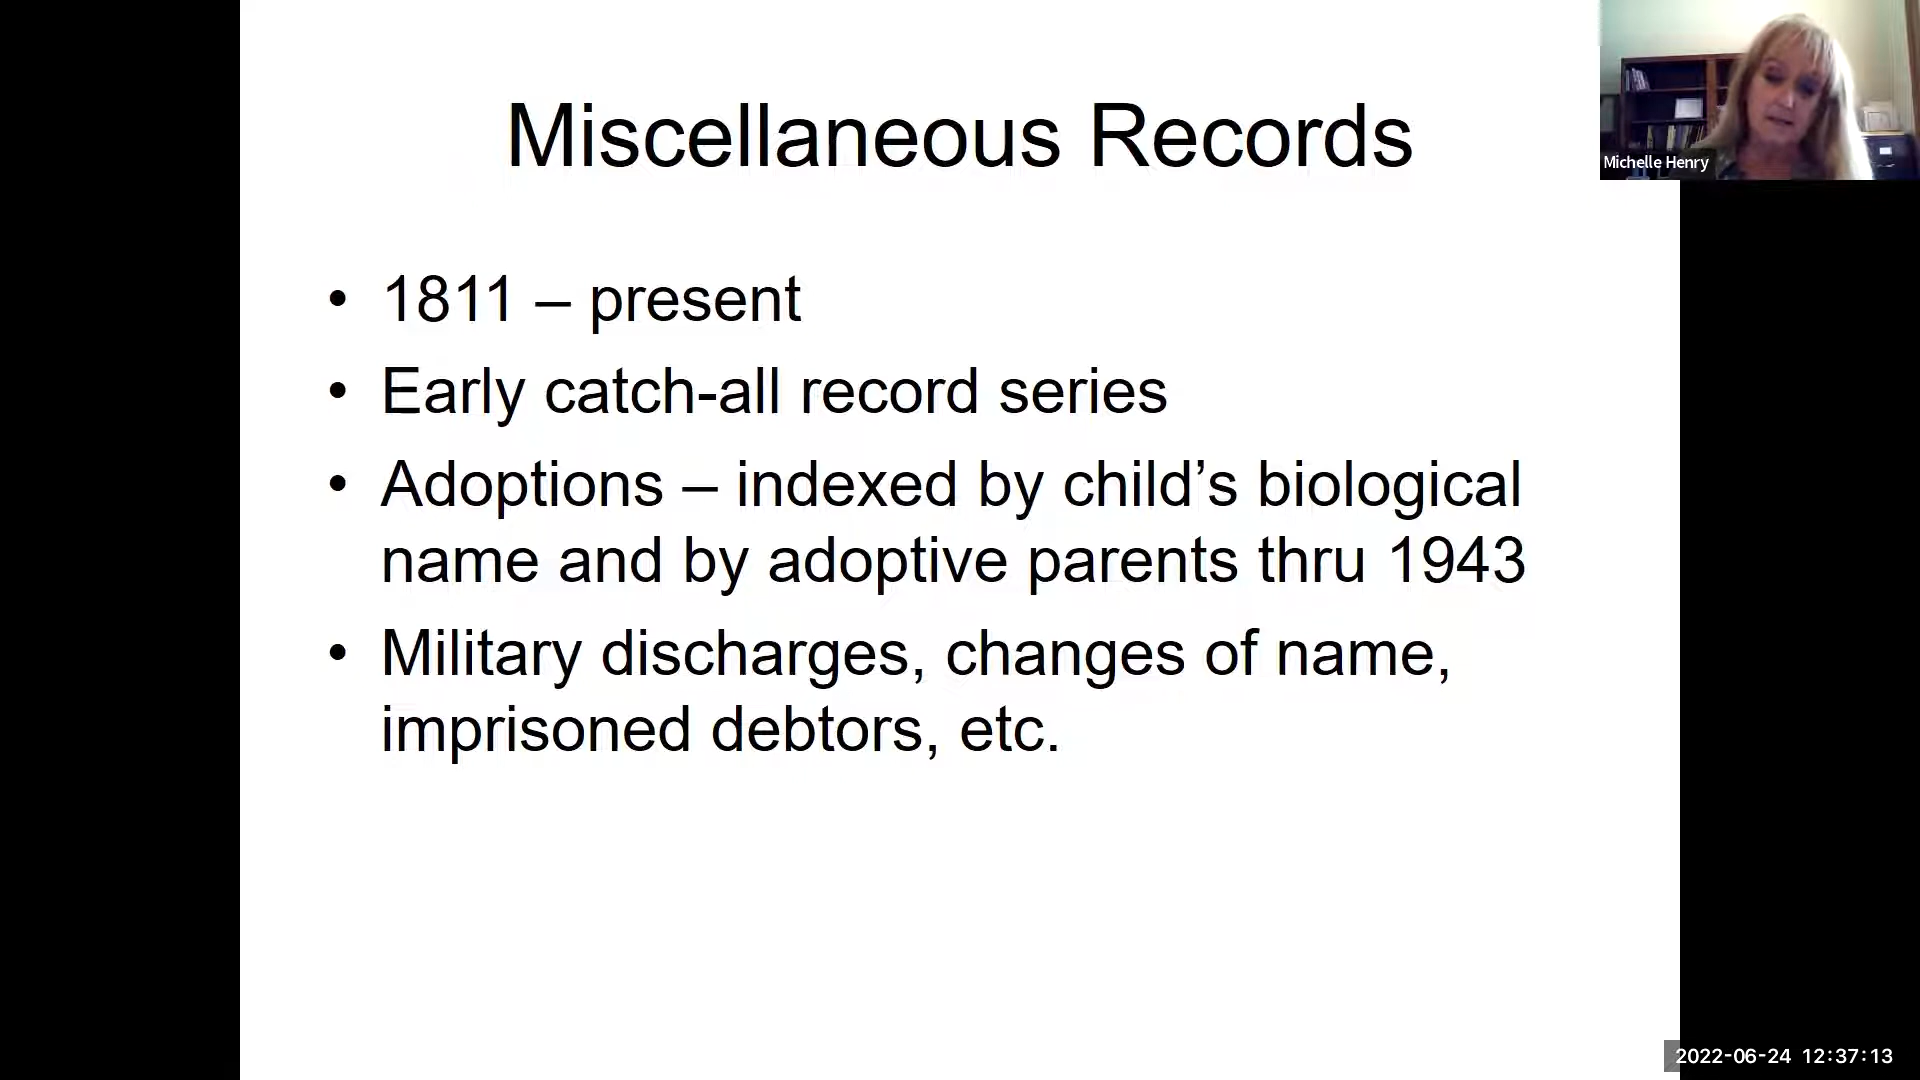 Miscellaneous Records
Michelle Henry
• 1811 – present
• Early catch-all record series
• Adoptions – indexed by child’s biological
name and by adoptive parents thru 1943
• Military discharges, changes of name,
imprisoned debtors, etc.
2022-06-24 12:37:13